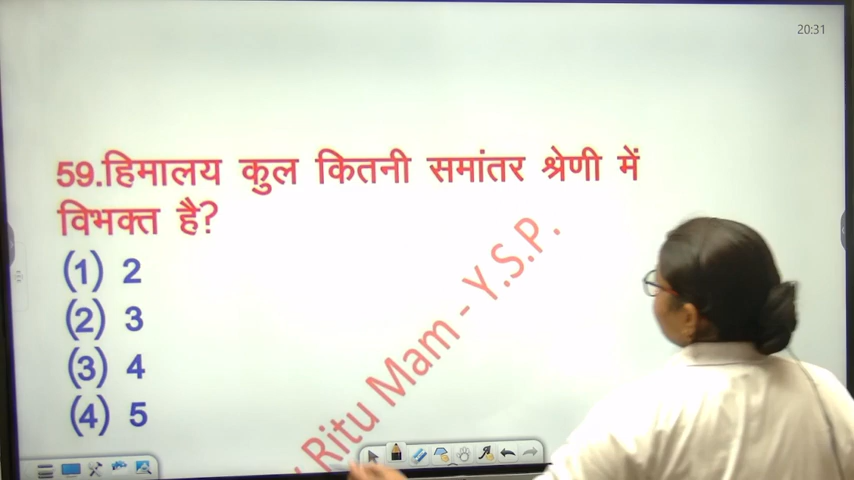 20:31
59.हिमालय कुल कितनी समांतर श्रेणी में
विभक्त है?
(1) 2
(2) 3
(3) 4
(4) 5
Ritu Mam - Y.S.P.